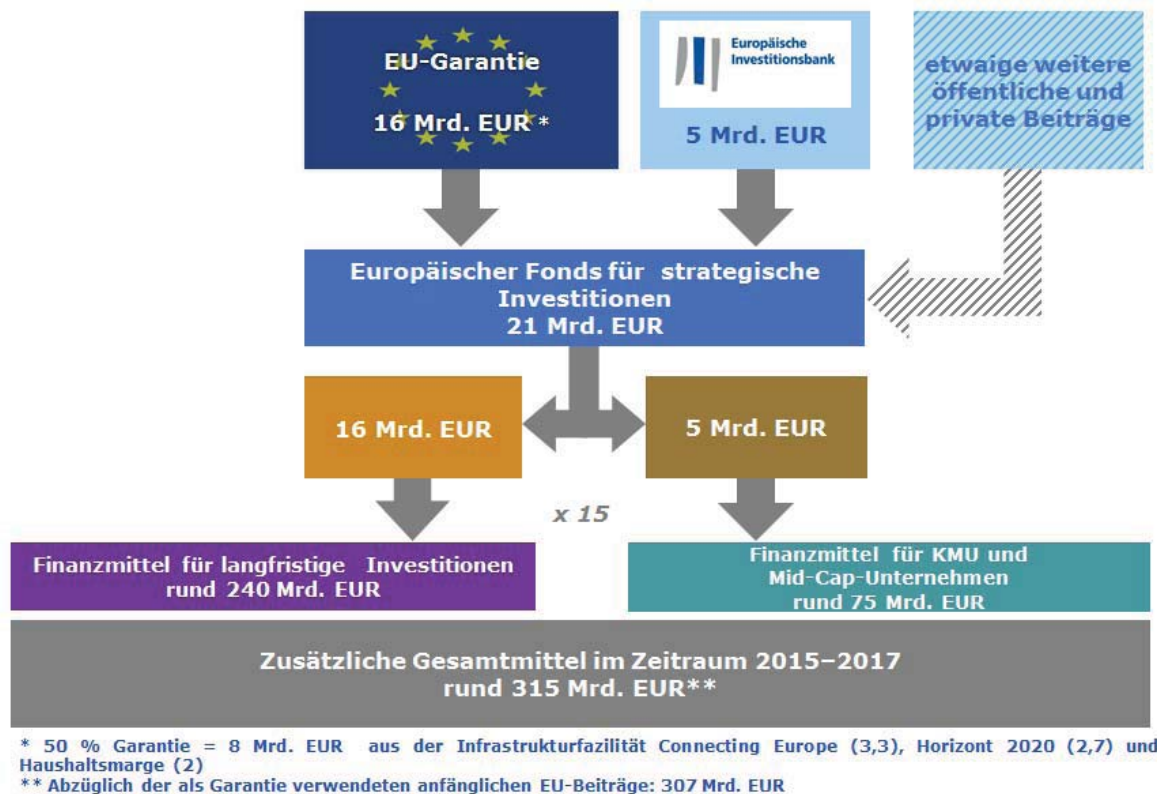 EU-Garantie
16 Mrd. EUR *
Europäische
Investitionsbank
5 Mrd. EUR
etwaige weitere
öffentliche und
private Beiträge
Europäischer Fonds für strategische
Investitionen
21 Mrd. EUR
16 Mrd. EUR
5 Mrd. EUR
x 15
Finanzmittel für langfristige Investitionen
rund 240 Mrd. EUR
Finanzmittel für KMU und
Mid-Cap-Unternehmen
rund 75 Mrd. EUR
Zusätzliche Gesamtmittel im Zeitraum 2015–2017
rund 315 Mrd. EUR**
* 50 % Garantie = 8 Mrd. EUR aus der Infrastrukturfazilität Connecting Europe (3,3), Horizont 2020 (2,7) und
Haushaltsmarge (2)
** Abzüglich der als Garantie verwendeten anfänglichen EU-Beiträge: 307 Mrd. EUR